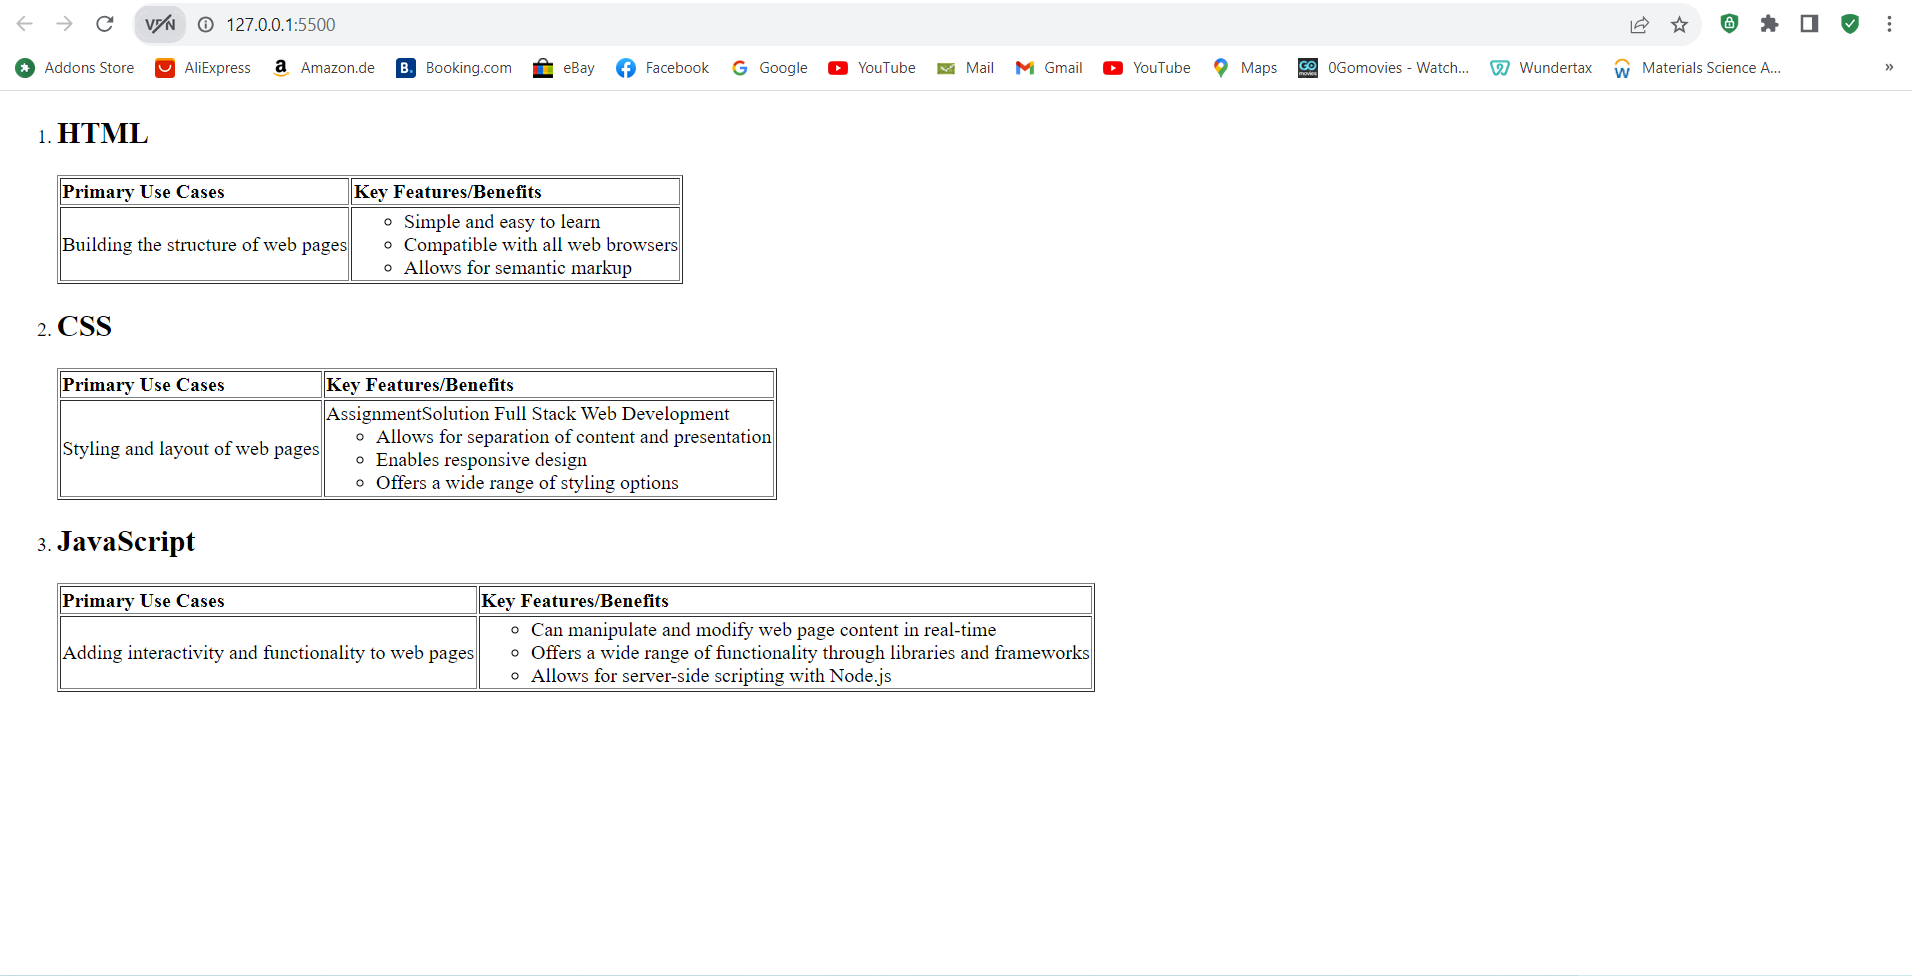 VPN 127.0.0.1:5500
Addons Store AliExpress a Amazon.de B. Booking.com eBay Facebook G Google YouTube Mail Gmail YouTube Maps GO movies 0Gomovies - Watch... Wundertax Materials Science A... »
1. HTML
Primary Use Cases Key Features/Benefits
Building the structure of web pages
Simple and easy to learn
Compatible with all web browsers
Allows for semantic markup
2. CSS
Primary Use Cases Key Features/Benefits
Styling and layout of web pages
AssignmentSolution Full Stack Web Development
Allows for separation of content and presentation
Enables responsive design
Offers a wide range of styling options
3. JavaScript
Primary Use Cases Key Features/Benefits
Adding interactivity and functionality to web pages
Can manipulate and modify web page content in real-time
Offers a wide range of functionality through libraries and frameworks
Allows for server-side scripting with Node.js